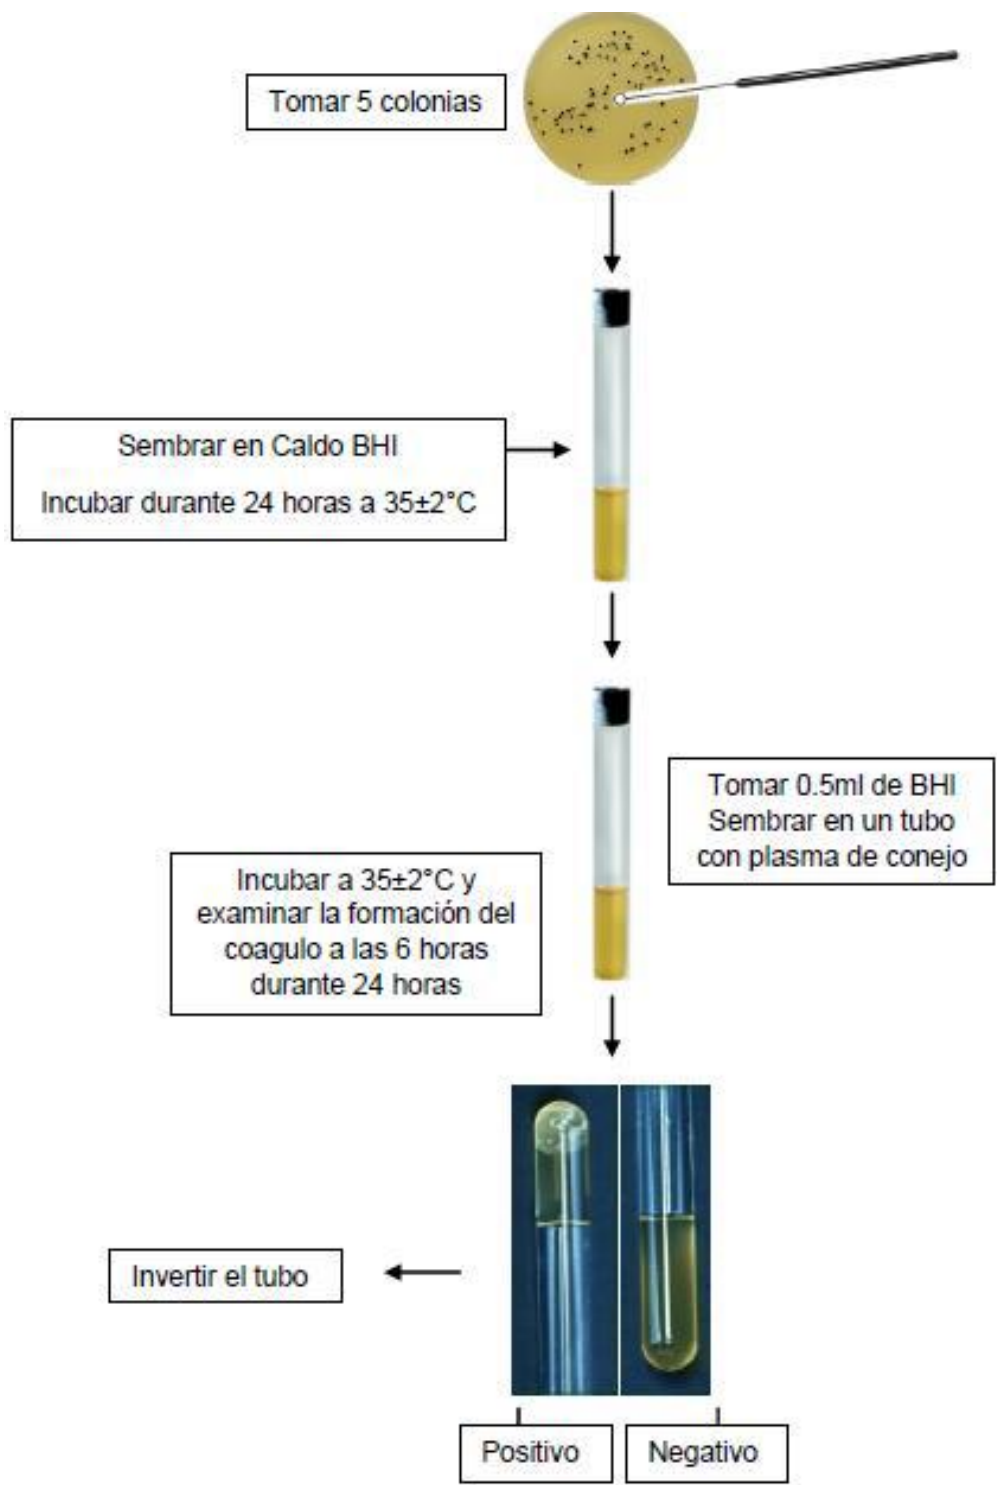 Tomar 5 colonias
Sembrar en Caldo BHI
Incubar durante 24 horas a 35±2°C
Tomar 0.5ml de BHI
Sembrar en un tubo
con plasma de conejo
Incubar a 35±2°C y
examinar la formación del
coagulo a las 6 horas
durante 24 horas
Invertir el tubo
Positivo
Negativo